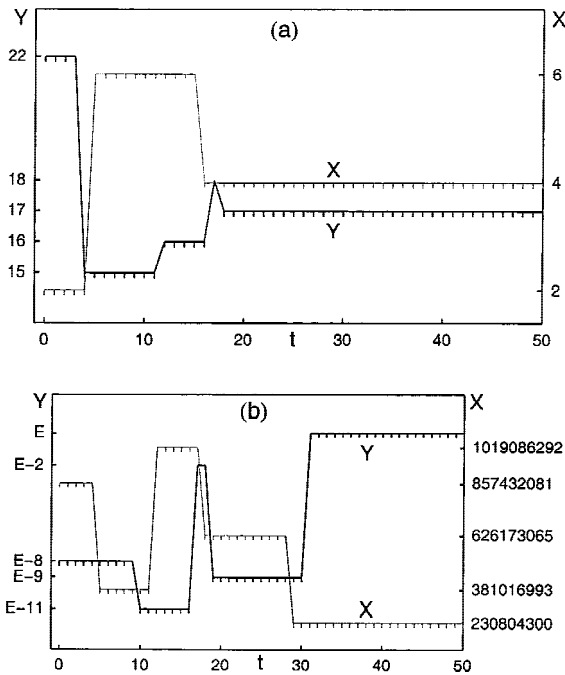 Y (a) X
22 6
18 X 4
17
Y
16
15 2
0 10 20 t 30 40 50
Y (b) X
E
Y 1019086292
E-2
857432081
626173065
E-8
E-9
381016993
E-11 X
230804300
0 10 20 t 30 40 50